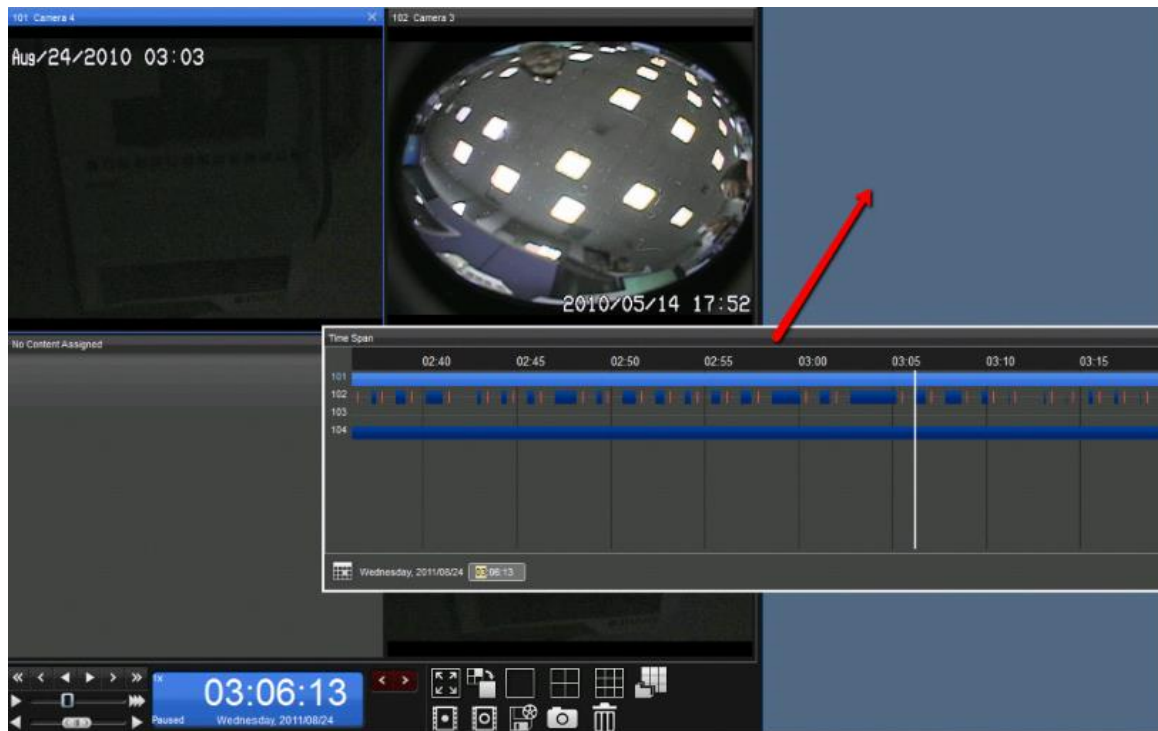 101 Camera 4
102 Camera 3
Aug/24/2010 03:03
2010/05/14 17:52
No Content Assigned
Time Span
02:40 02:45 02:50 02:55 03:00 03:05 03:10 03:15
101
102
103
104
Wednesday, 2011/08/24 03:06:13
1x
03:06:13
Paused Wednesday, 2011/08/24